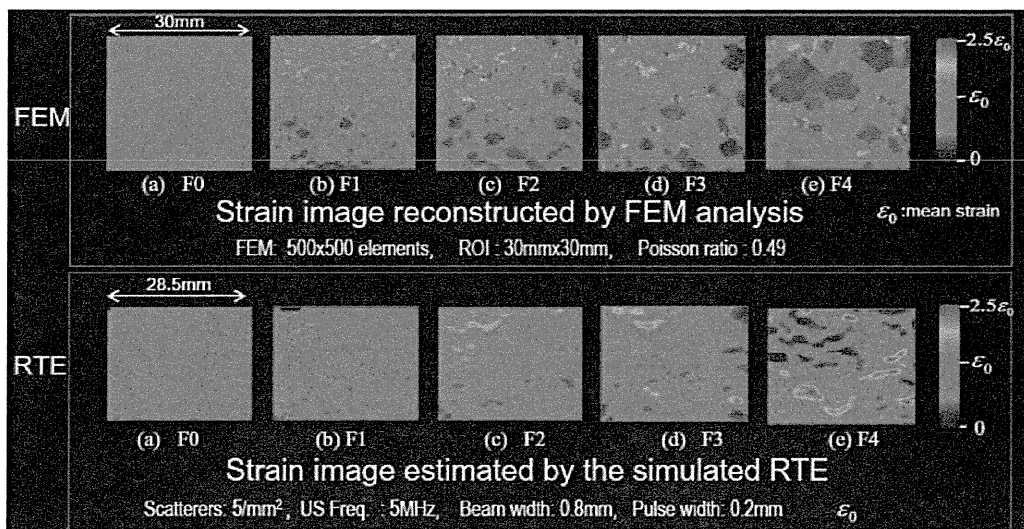 30mm
2.5ε₀
ε₀
0
FEM
(a) F0
(b) F1
(c) F2
(d) F3
(e) F4
Strain image reconstructed by FEM analysis
ε₀ :mean strain
FEM: 500x500 elements, ROI : 30mmx30mm, Poisson ratio : 0.49
28.5mm
2.5ε₀
ε₀
0
RTE
(a) F0
(b) F1
(c) F2
(d) F3
(e) F4
Strain image estimated by the simulated RTE
Scatterers: 5/mm², US Freq. : 5MHz, Beam width: 0.8mm, Pulse width: 0.2mm ε₀